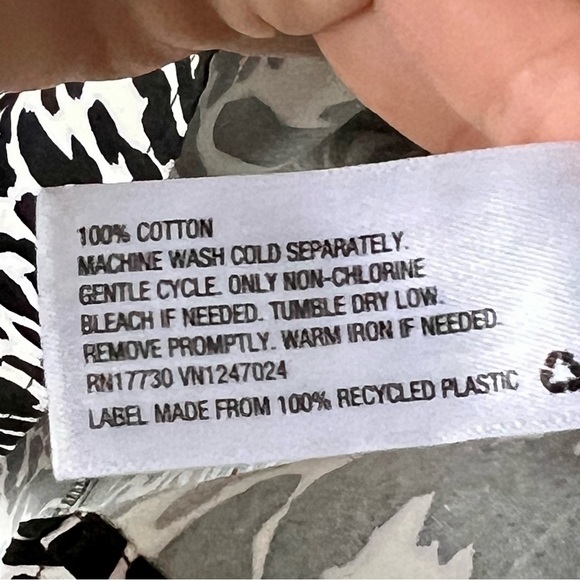 100% COTTON
MACHINE WASH COLD SEPARATELY.
GENTLE CYCLE. ONLY NON-CHLORINE
BLEACH IF NEEDED. TUMBLE DRY LOW.
REMOVE PROMPTLY. WARM IRON IF NEEDED.
RN17730 VN1247024
LABEL MADE FROM 100% RECYCLED PLASTIC